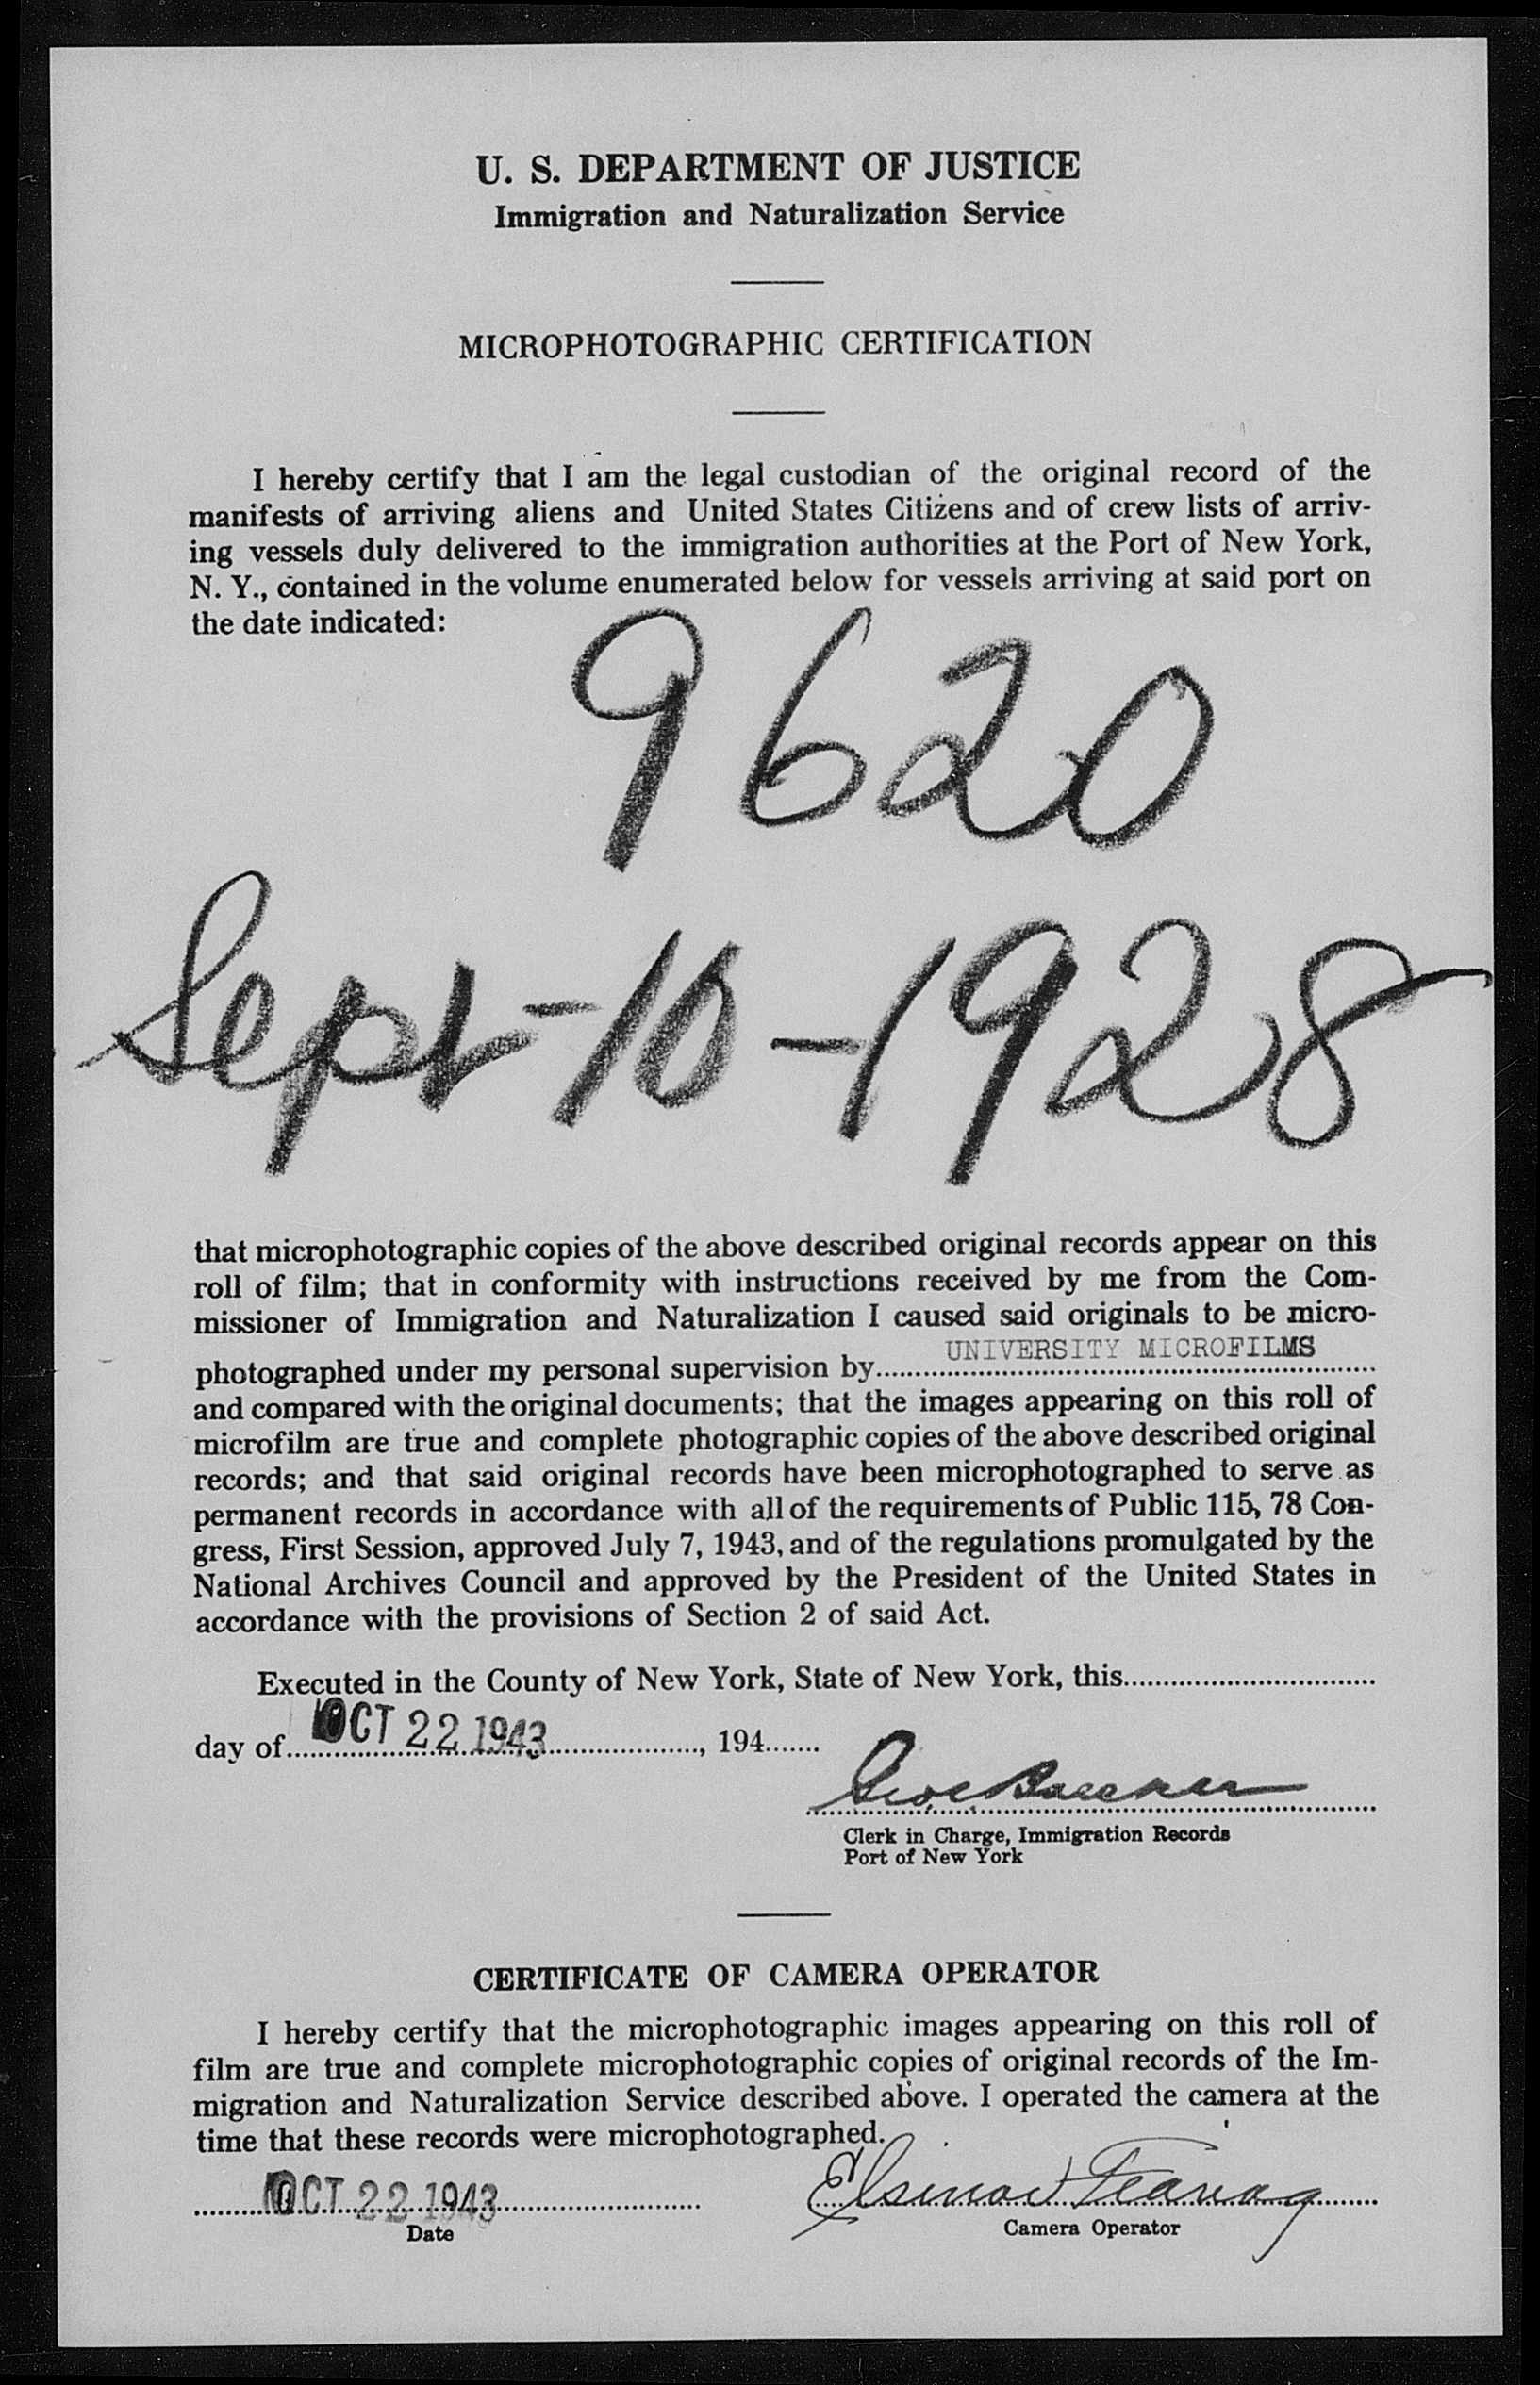 U. S. DEPARTMENT OF JUSTICE
Immigration and Naturalization Service
MICROPHOTOGRAPHIC CERTIFICATION
I hereby certify that I am the legal custodian of the original record of the
manifests of arriving aliens and United States Citizens and of crew lists of arriv-
ing vessels duly delivered to the immigration authorities at the Port of New York,
N. Y., contained in the volume enumerated below for vessels arriving at said port on
the date indicated:
9620
Sept-10-1928
that microphotographic copies of the above described original records appear on this
roll of film; that in conformity with instructions received by me from the Com-
missioner of Immigration and Naturalization I caused said originals to be micro-
photographed under my personal supervision by UNIVERSITY MICROFILMS
and compared with the original documents; that the images appearing on this roll of
microfilm are true and complete photographic copies of the above described original
records; and that said original records have been microphotographed to serve as
permanent records in accordance with all of the requirements of Public 115, 78 Con-
gress, First Session, approved July 7, 1943, and of the regulations promulgated by the
National Archives Council and approved by the President of the United States in
accordance with the provisions of Section 2 of said Act.
Executed in the County of New York, State of New York, this
day of OCT 22 1943, 194
Clerk in Charge, Immigration Records
Port of New York
CERTIFICATE OF CAMERA OPERATOR
I hereby certify that the microphotographic images appearing on this roll of
film are true and complete microphotographic copies of original records of the Im-
migration and Naturalization Service described above. I operated the camera at the
time that these records were microphotographed.
OCT 22 1943
Date
Camera Operator